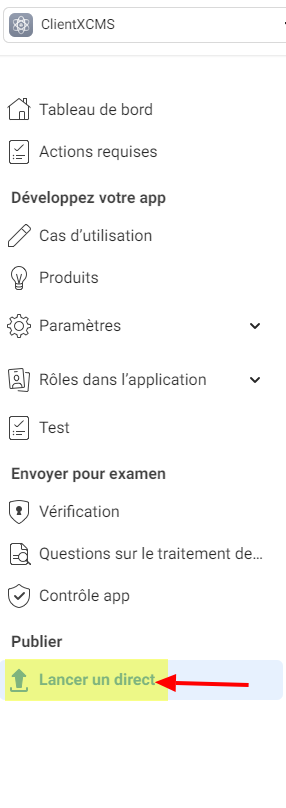 ClientXCMS
Tableau de bord
Actions requises
Développez votre app
Cas d’utilisation
Produits
Paramètres
Rôles dans l’application
Test
Envoyer pour examen
Vérification
Questions sur le traitement de…
Contrôle app
Publier
Lancer un direct